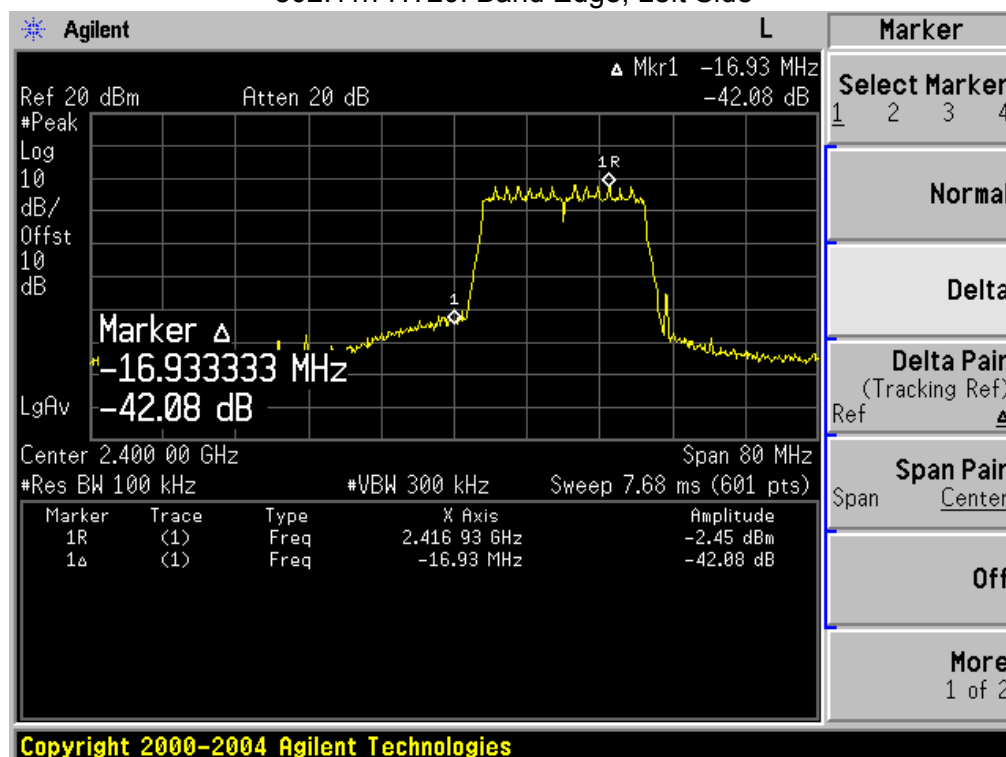 Agilent L Marker
Δ Mkr1 -16.93 MHz
Ref 20 dBm Atten 20 dB -42.08 dB
#Peak
Log
10
dB/
Offst
10
dB
1R
1
Marker Δ
-16.933333 MHz
LgAv -42.08 dB
Center 2.400 00 GHz Span 80 MHz
#Res BW 100 kHz #VBW 300 kHz Sweep 7.68 ms (601 pts)
Marker Trace Type X Axis Amplitude
1R (1) Freq 2.416 93 GHz -2.45 dBm
1Δ (1) Freq -16.93 MHz -42.08 dB
Select Marker
1 2 3 4
Normal
Delta
Delta Pair
(Tracking Ref)
Ref Δ
Span Pair
Span Center
Off
More
1 of 2
Copyright 2000-2004 Agilent Technologies